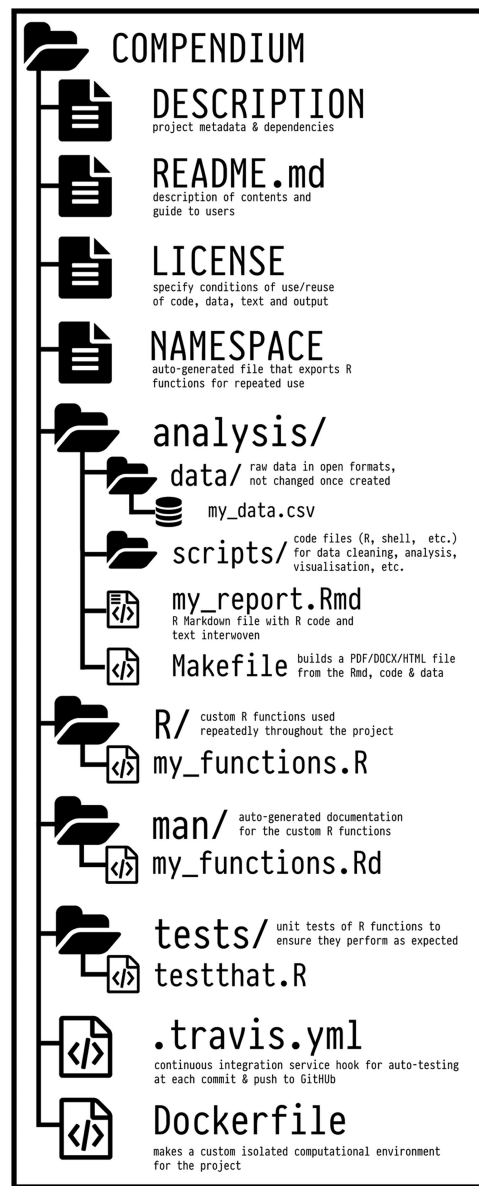 COMPENDIUM
DESCRIPTION
project metadata & dependencies
README.md
description of contents and
guide to users
LICENSE
specify conditions of use/reuse
of code, data, text and output
NAMESPACE
auto-generated file that exports R
functions for repeated use
analysis/
data/
raw data in open formats,
not changed once created
my_data.csv
scripts/
code files (R, shell, etc.)
for data cleaning, analysis,
visualisation, etc.
my_report.Rmd
R Markdown file with R code and
text interwoven
Makefile
builds a PDF/DOCX/HTML file
from the Rmd, code & data
R/
custom R functions used
repeatedly throughout the project
my_functions.R
man/
auto-generated documentation
for the custom R functions
my_functions.Rd
tests/
unit tests of R functions to
ensure they perform as expected
testthat.R
.travis.yml
continuous integration service hook for auto-testing
at each commit & push to GitHUb
Dockerfile
makes a custom isolated computational environment
for the project